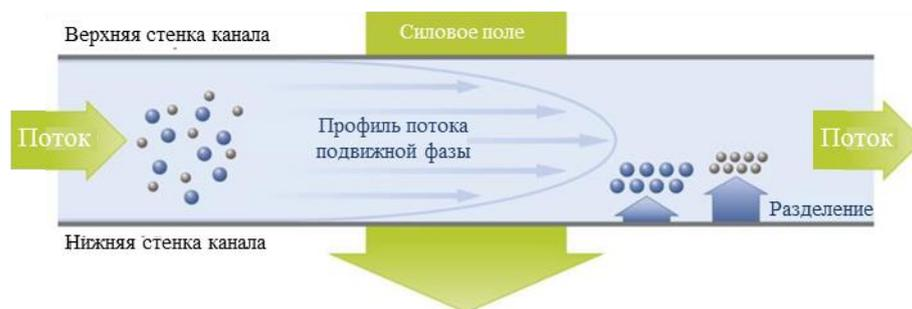 Верхняя стенка канала
Силовое поле
Поток
Профиль потока
подвижной фазы
Поток
Разделение
Нижняя стенка канала